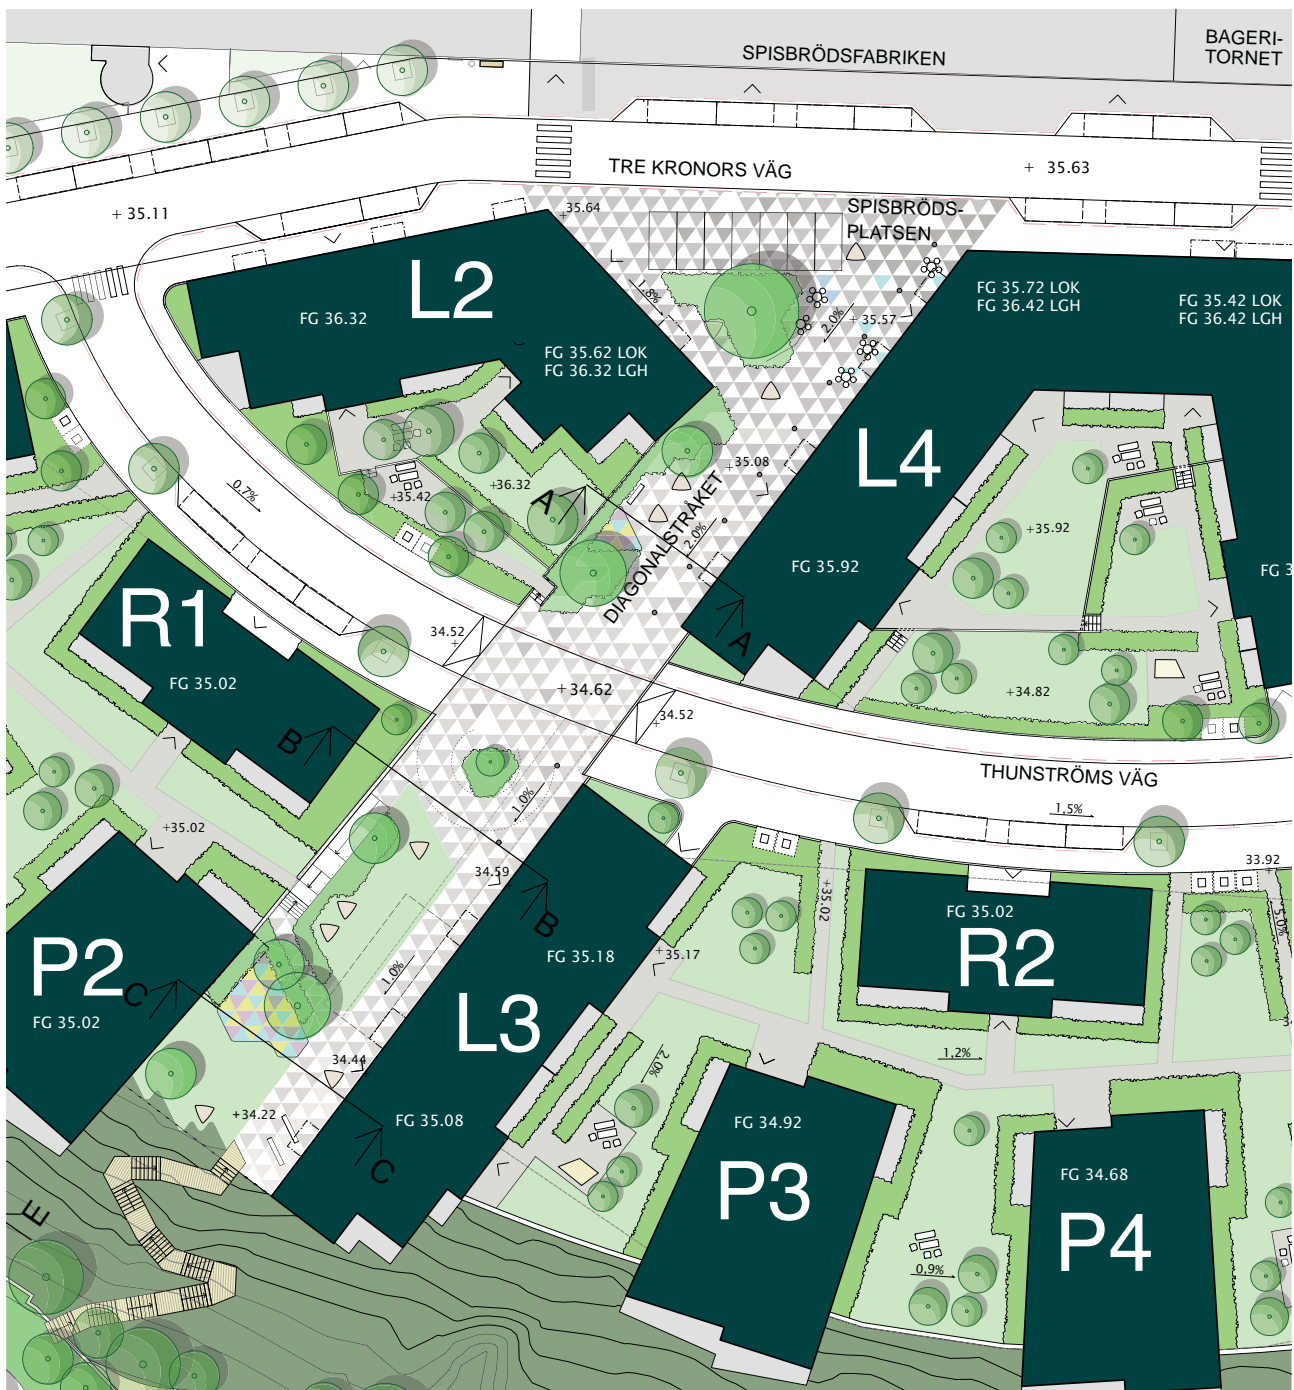 SPISBRÖDSFABRIKEN
BAGERI-
TORNET
TRE KRONORS VÄG
+ 35.63
+ 35.11
+35.64
SPISBRÖDS-
PLATSEN
L2
FG 36.32
FG 35.62 LOK
FG 36.32 LGH
1.8%
2.0%
+35.57
FG 35.72 LOK
FG 36.42 LGH
FG 35.42 LOK
FG 36.42 LGH
L4
FG 35.92
+35.08
+36.32
+35.42
0,7%
A
DIAGONALSTRÅKET
2.0%
A
+35.92
+34.82
FG 3
R1
FG 35.02
34.52
+
+34.62
34.52
+
B
THUNSTRÖMS VÄG
1,5%
1.0%
+35.02
34.59
+
33.92
+
B
+35.02
FG 35.02
R2
5.0%
P2
FG 35.02
C
1.0%
FG 35.18
+35.17
L3
34.44
2,0%
1,2%
+34.22
FG 35.08
C
FG 34.92
P3
FG 34.68
P4
0,9%
E